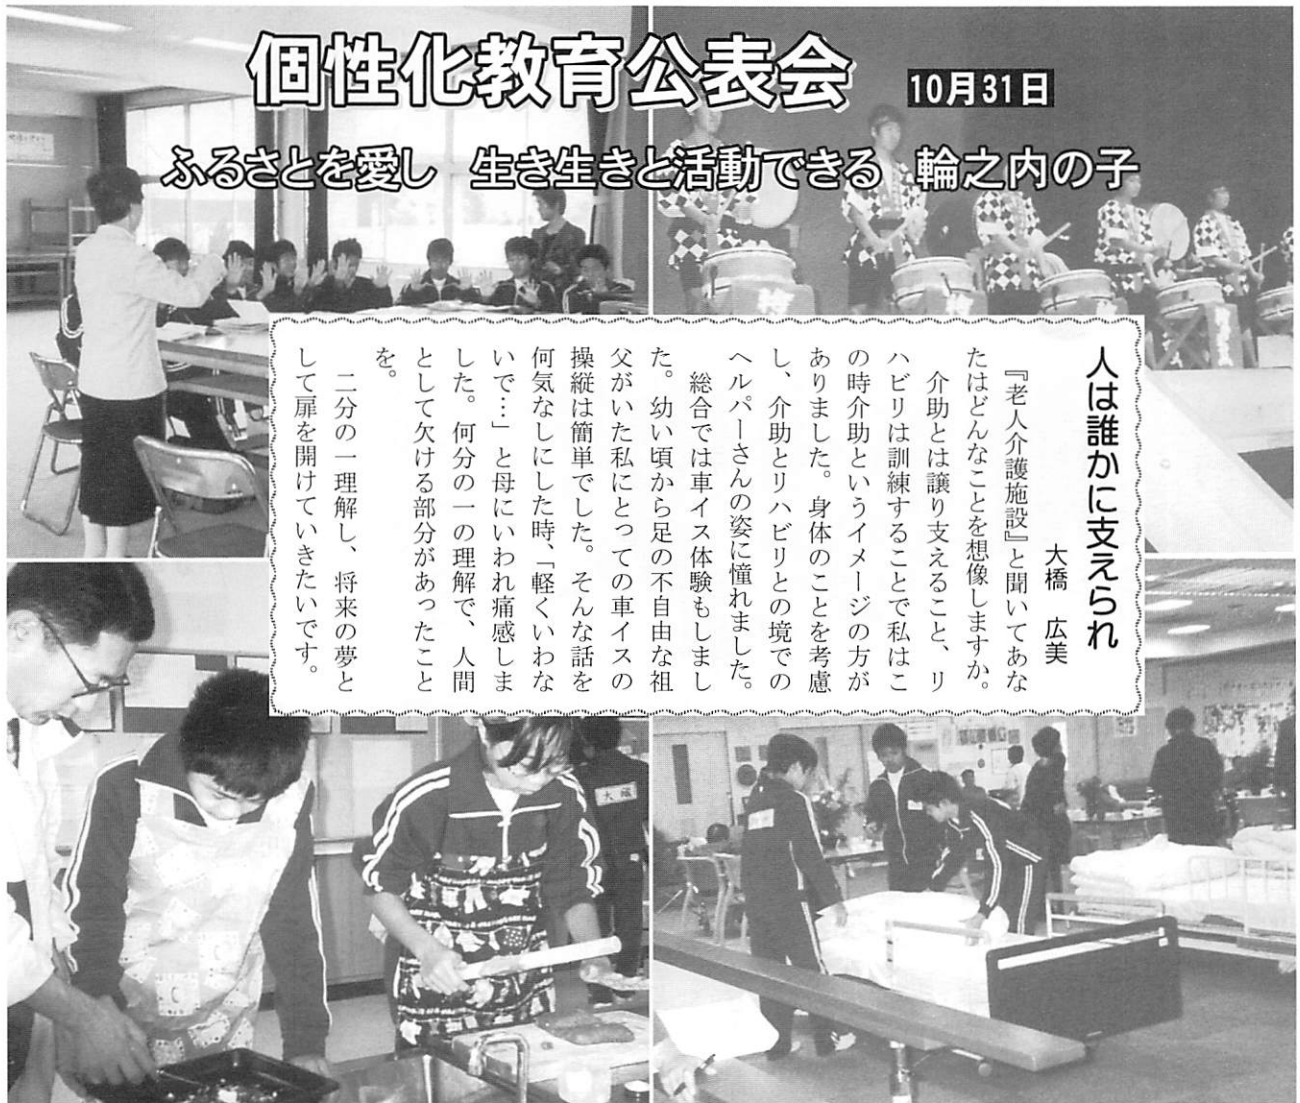 個性化教育公表会
10月31日
ふるさとを愛し 生き生きと活動できる 輪之内の子
人は誰かに支えられ
大橋 広美
『老人介護施設』と聞いてあな
たはどんなことを想像しますか。
介助とは譲り支えること、リ
ハビリは訓練することで私はこ
の時介助というイメージの方が
ありました。身体のことを考慮
し、介助とリハビリとの境での
ヘルパーさんの姿に憧れました。
総合では車イス体験もしまし
た。幼い頃から足の不自由な祖
父がいた私にとっての車イスの
操縦は簡単でした。そんな話を
何気なしにした時、「軽くいわな
いで…」と母にいわれ痛感しま
した。何分の一の理解で、人間
として欠ける部分があったこと
を。
二分の一理解し、将来の夢と
して扉を開けていきたいです。